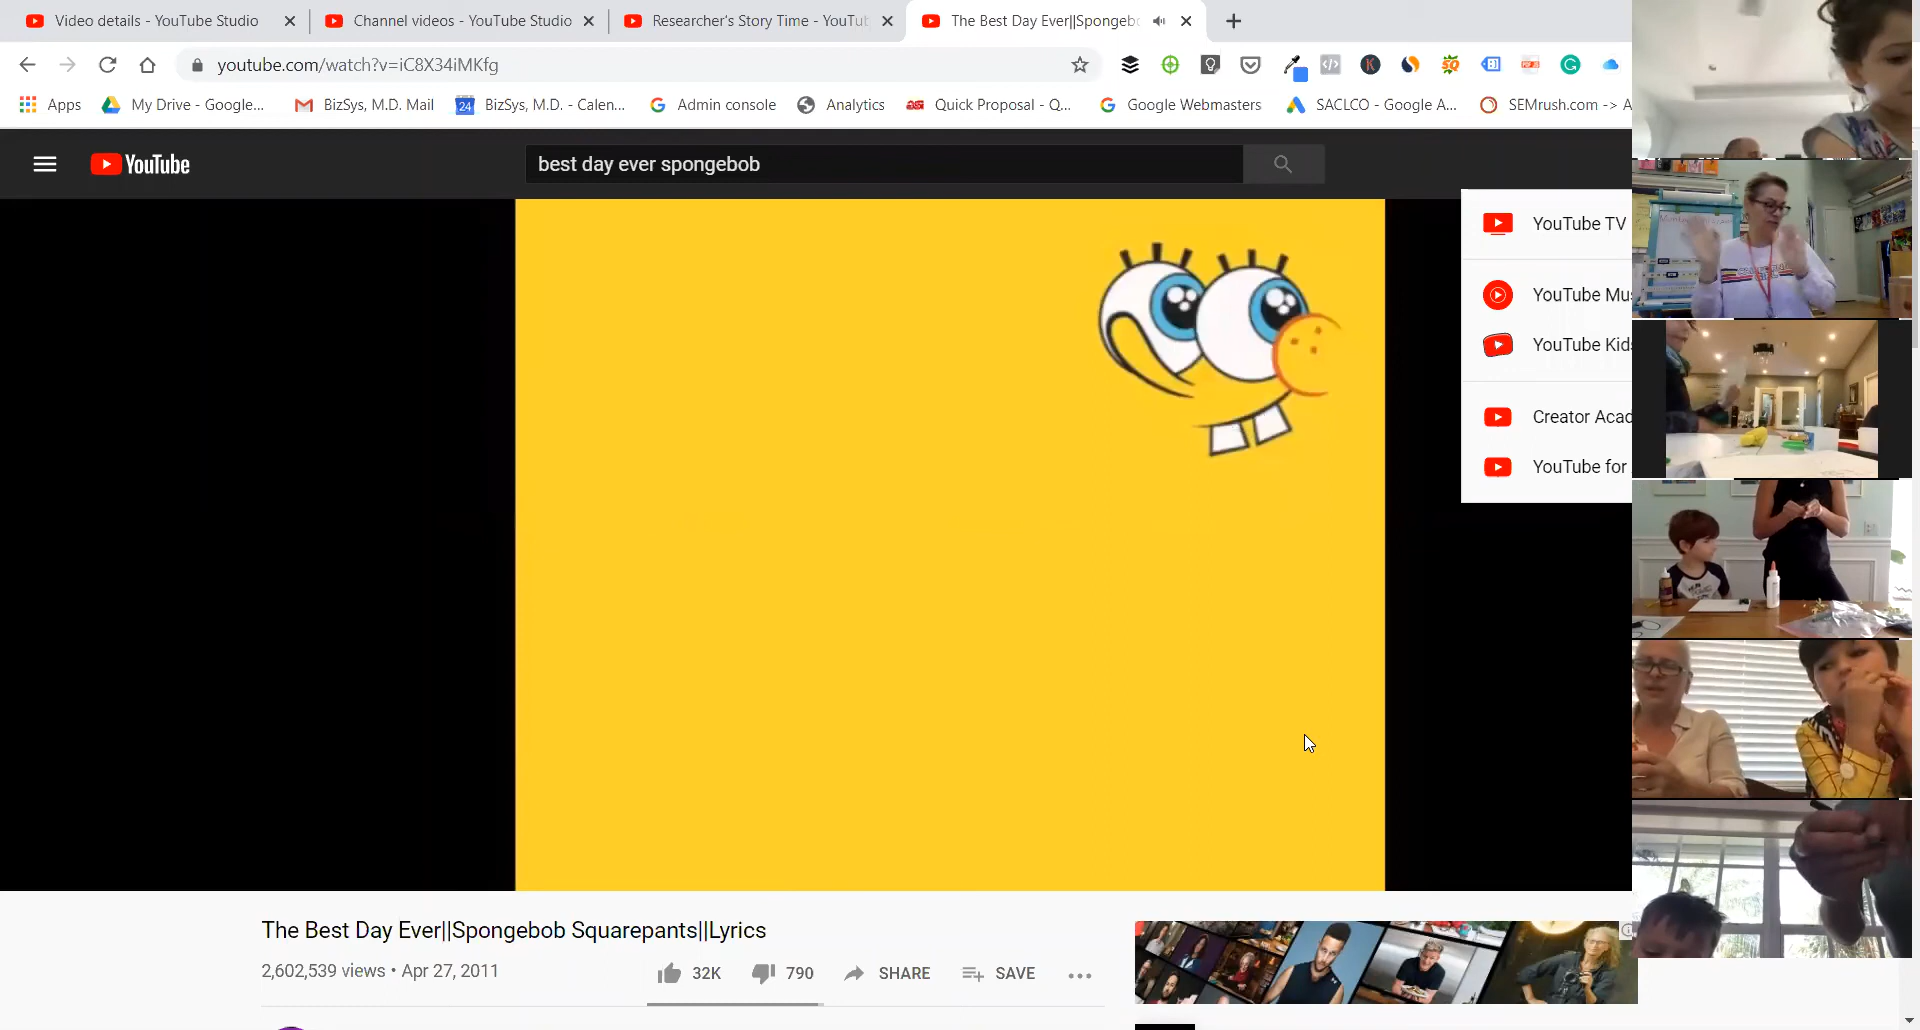 Video details - YouTube Studio
Channel videos - YouTube Studio
Researcher's Story Time - YouTub
The Best Day Ever||Spongebo
youtube.com/watch?v=iC8X34iMKfg
Apps
My Drive - Google...
BizSys, M.D. Mail
24
BizSys, M.D. - Calen...
Admin console
Analytics
Quick Proposal - Q...
Google Webmasters
SACLCO - Google A...
SEMrush.com -> A
YouTube
best day ever spongebob
YouTube TV
YouTube Mu
YouTube Kid
Creator Acad
YouTube for
The Best Day Ever||Spongebob Squarepants||Lyrics
2,602,539 views • Apr 27, 2011
32K
790
SHARE
SAVE